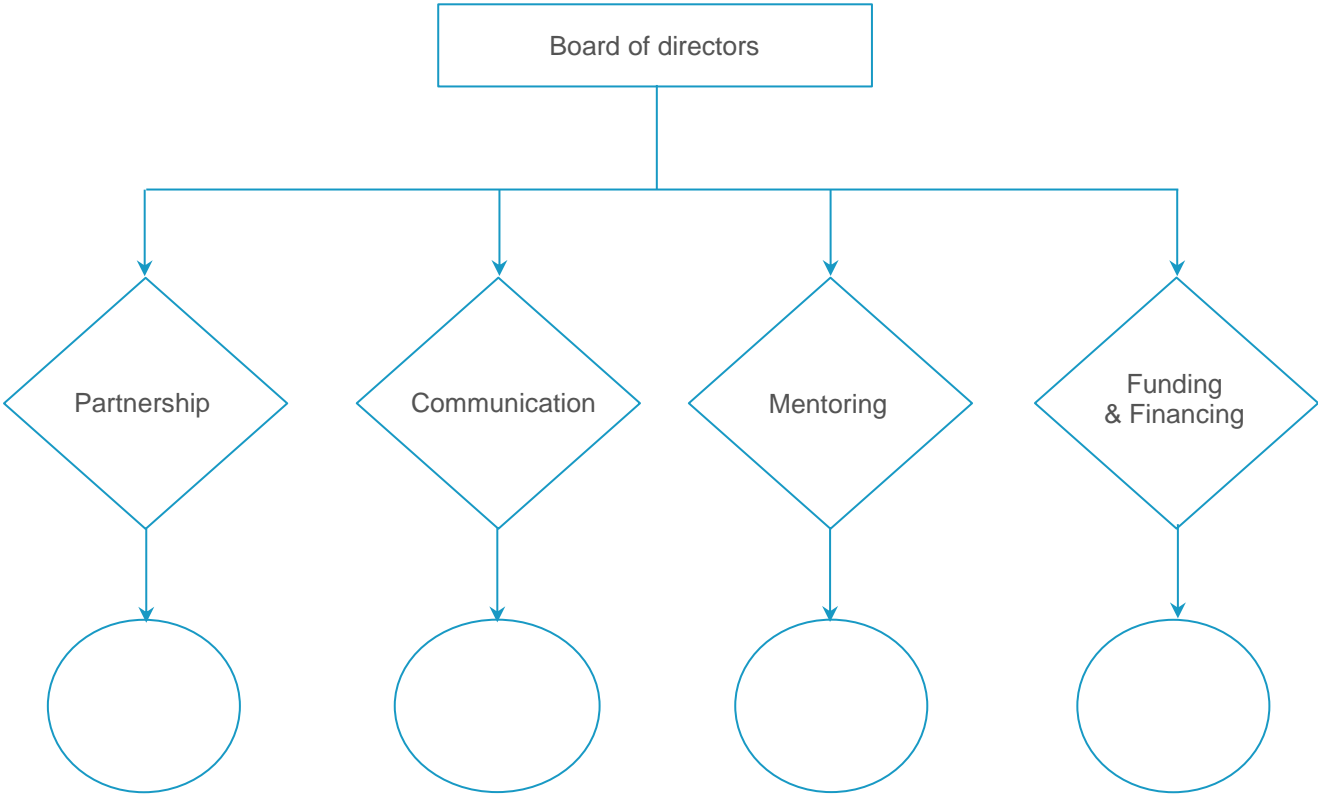 Board of directors
Partnership
Communication
Mentoring
Funding
& Financing